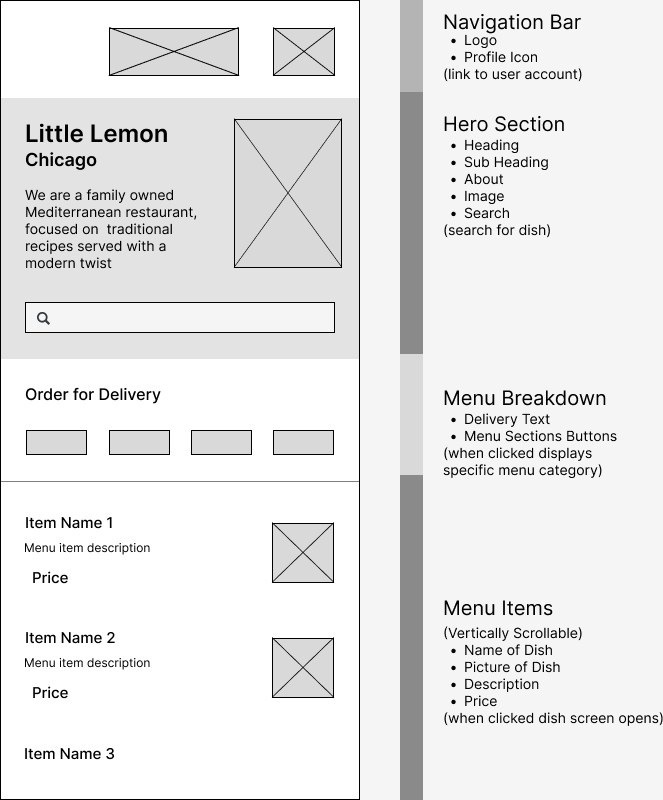 Little Lemon
Chicago
We are a family owned
Mediterranean restaurant,
focused on  traditional
recipes served with a
modern twist
Order for Delivery
Item Name 1
Menu item description
Price
Item Name 2
Menu item description
Price
Item Name 3
Navigation Bar
• Logo
• Profile Icon
(link to user account)
Hero Section
• Heading
• Sub Heading
• About
• Image
• Search
(search for dish)
Menu Breakdown
• Delivery Text
• Menu Sections Buttons
(when clicked displays
specific menu category)
Menu Items
(Vertically Scrollable)
• Name of Dish
• Picture of Dish
• Description
• Price
(when clicked dish screen opens)